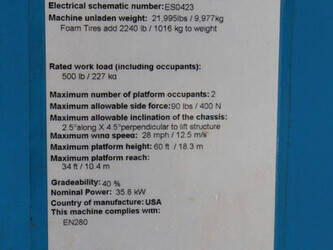 Electrical schematic number:ES0423
Machine unladen weight: 21,995lbs / 9,977kg
Foam Tires add 2240 lb / 1016 kg to weight
Rated work load (including occupants):
500 lb / 227 kg
Maximum number of platform occupants: 2
Maximum allowable side force: 90 lbs / 400 N
Maximum allowable inclination of the chassis:
2.5°along X 4.5°perpendicular to lift structure
Maximum wind speed: 28 mph / 12.5 m/s
Maximum platform height: 60 ft / 18.3 m
Maximum platform reach:
34 ft / 10.4 m
Gradeability: 40 %
Nominal Power: 35.8 kW
Country of manufacture: USA
This machine complies with:
EN280